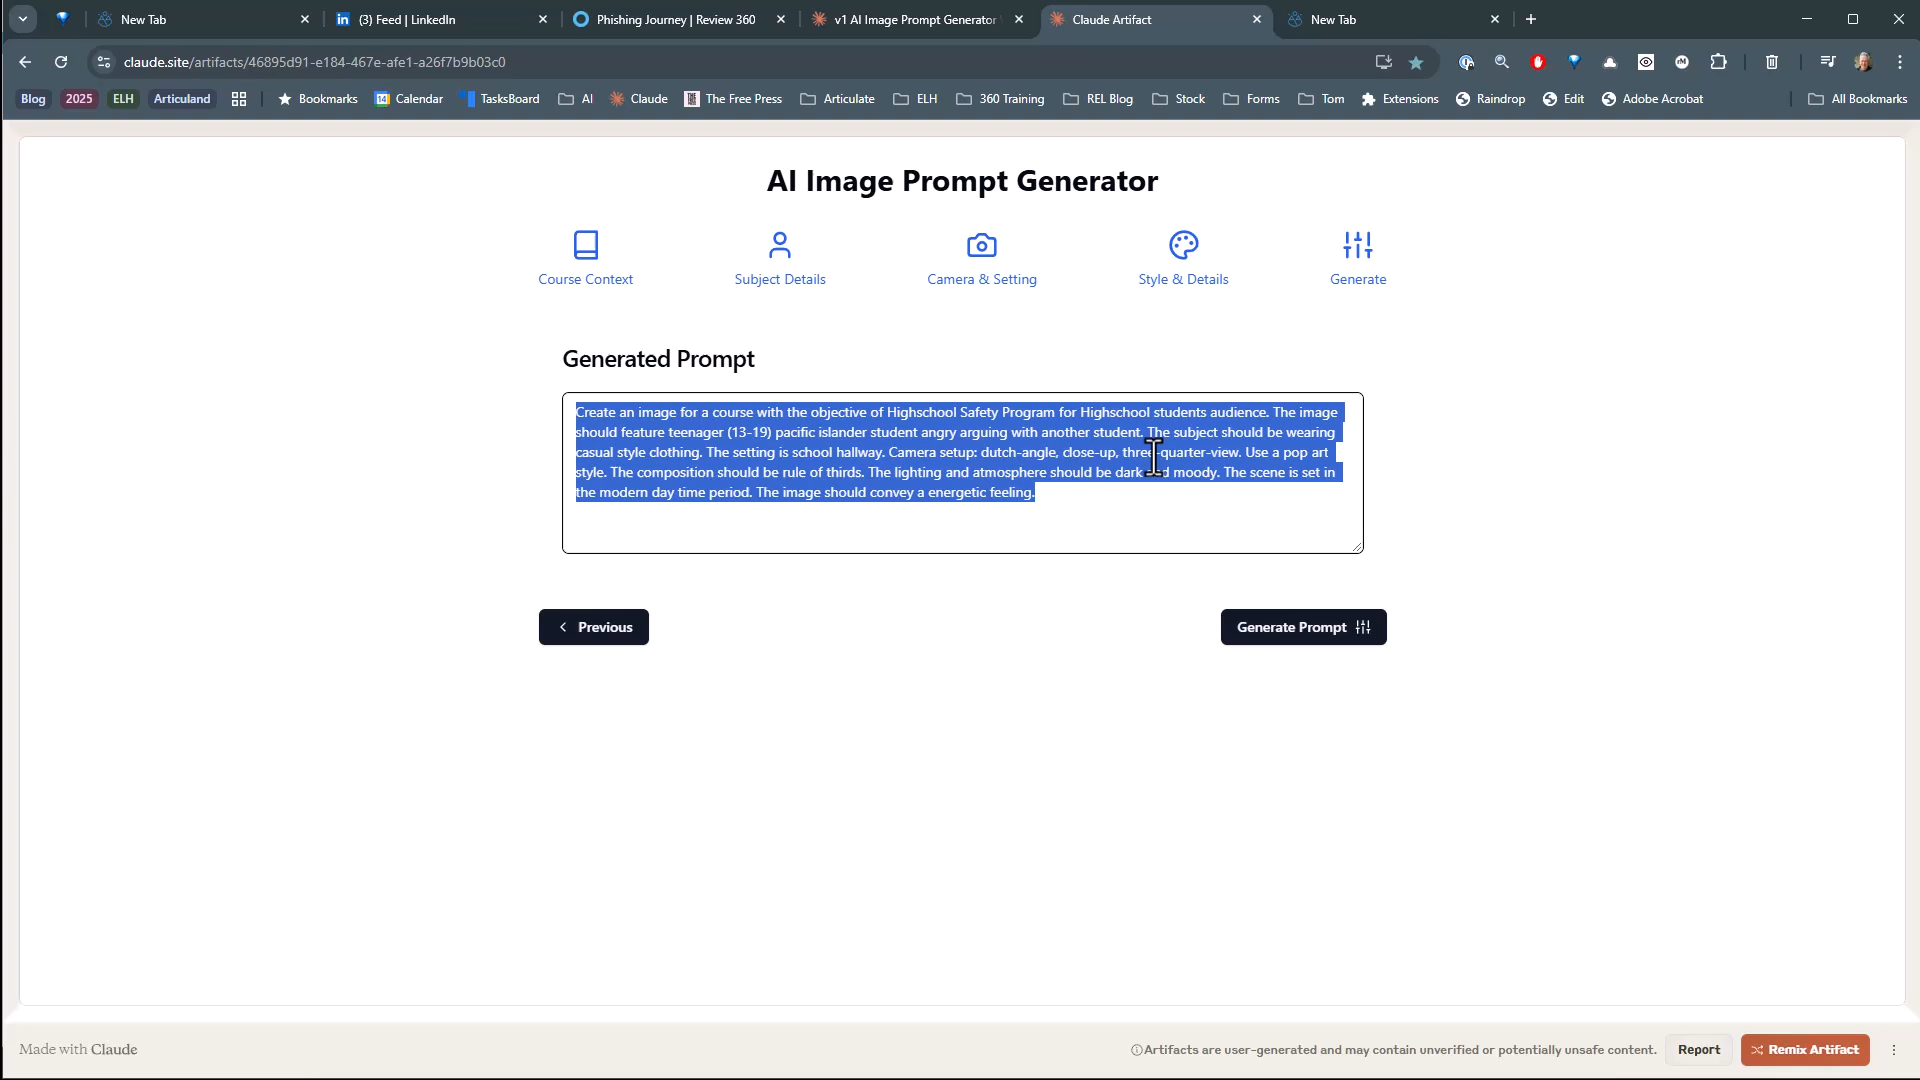 New Tab
(3) Feed | LinkedIn
Phishing Journey | Review 360
v1 AI Image Prompt Generator
Claude Artifact
New Tab
claude.site/artifacts/46895d91-e184-467e-afe1-a26f7b9b03c0
Blog
2025
ELH
Articuland
Bookmarks
14 Calendar
TasksBoard
AI
Claude
THE FREE PRESS The Free Press
Articulate
ELH
360 Training
REL Blog
Stock
Forms
Tom
Extensions
Raindrop
Edit
Adobe Acrobat
All Bookmarks
AI Image Prompt Generator
Course Context
Subject Details
Camera & Setting
Style & Details
Generate
Generated Prompt
Create an image for a course with the objective of Highschool Safety Program for Highschool students audience. The image
should feature teenager (13-19) pacific islander student angry arguing with another student. The subject should be wearing
casual style clothing. The setting is school hallway. Camera setup: dutch-angle, close-up, three-quarter-view. Use a pop art
style. The composition should be rule of thirds. The lighting and atmosphere should be dark and moody. The scene is set in
the modern day time period. The image should convey a energetic feeling.
Previous
Generate Prompt
Made with Claude
Artifacts are user-generated and may contain unverified or potentially unsafe content.
Report
Remix Artifact